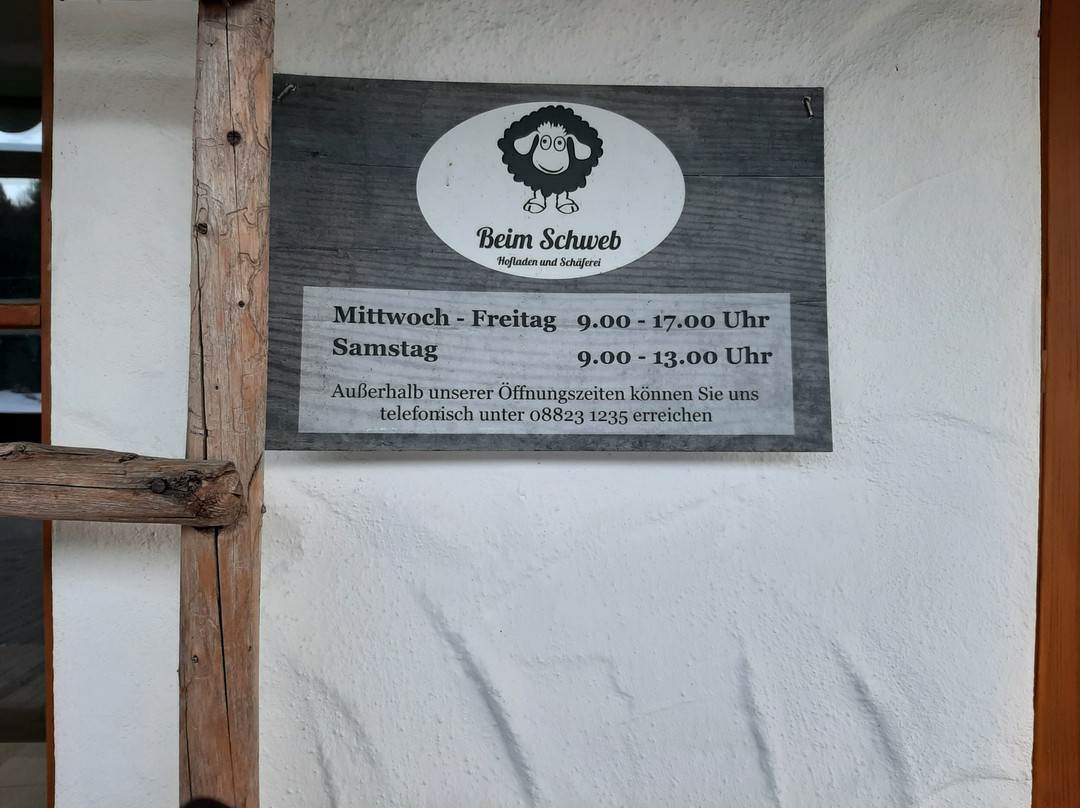 Beim Schweb
Hofladen und Schäferei
Mittwoch - Freitag 9.00 - 17.00 Uhr
Samstag 9.00 - 13.00 Uhr
Außerhalb unserer Öffnungszeiten können Sie uns
telefonisch unter 08823 1235 erreichen